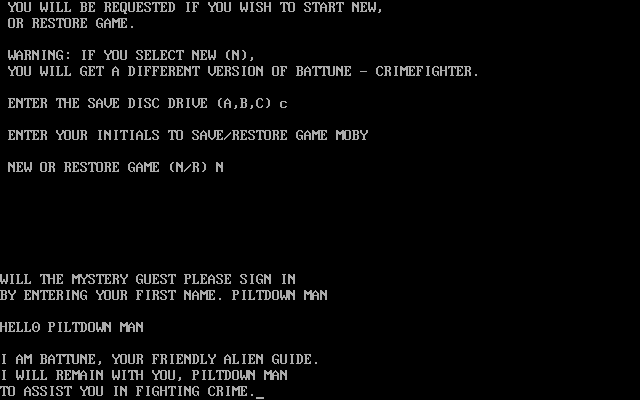 YOU WILL BE REQUESTED IF YOU WISH TO START NEW,
OR RESTORE GAME.
WARNING: IF YOU SELECT NEW (N),
YOU WILL GET A DIFFERENT VERSION OF BATTUNE - CRIMEFIGHTER.
ENTER THE SAVE DISC DRIVE (A,B,C) c
ENTER YOUR INITIALS TO SAVE/RESTORE GAME MOBY
NEW OR RESTORE GAME (N/R) N
WILL THE MYSTERY GUEST PLEASE SIGN IN
BY ENTERING YOUR FIRST NAME. PILTDOWN MAN
HELLO PILTDOWN MAN
I AM BATTUNE, YOUR FRIENDLY ALIEN GUIDE.
I WILL REMAIN WITH YOU, PILTDOWN MAN
TO ASSIST YOU IN FIGHTING CRIME._